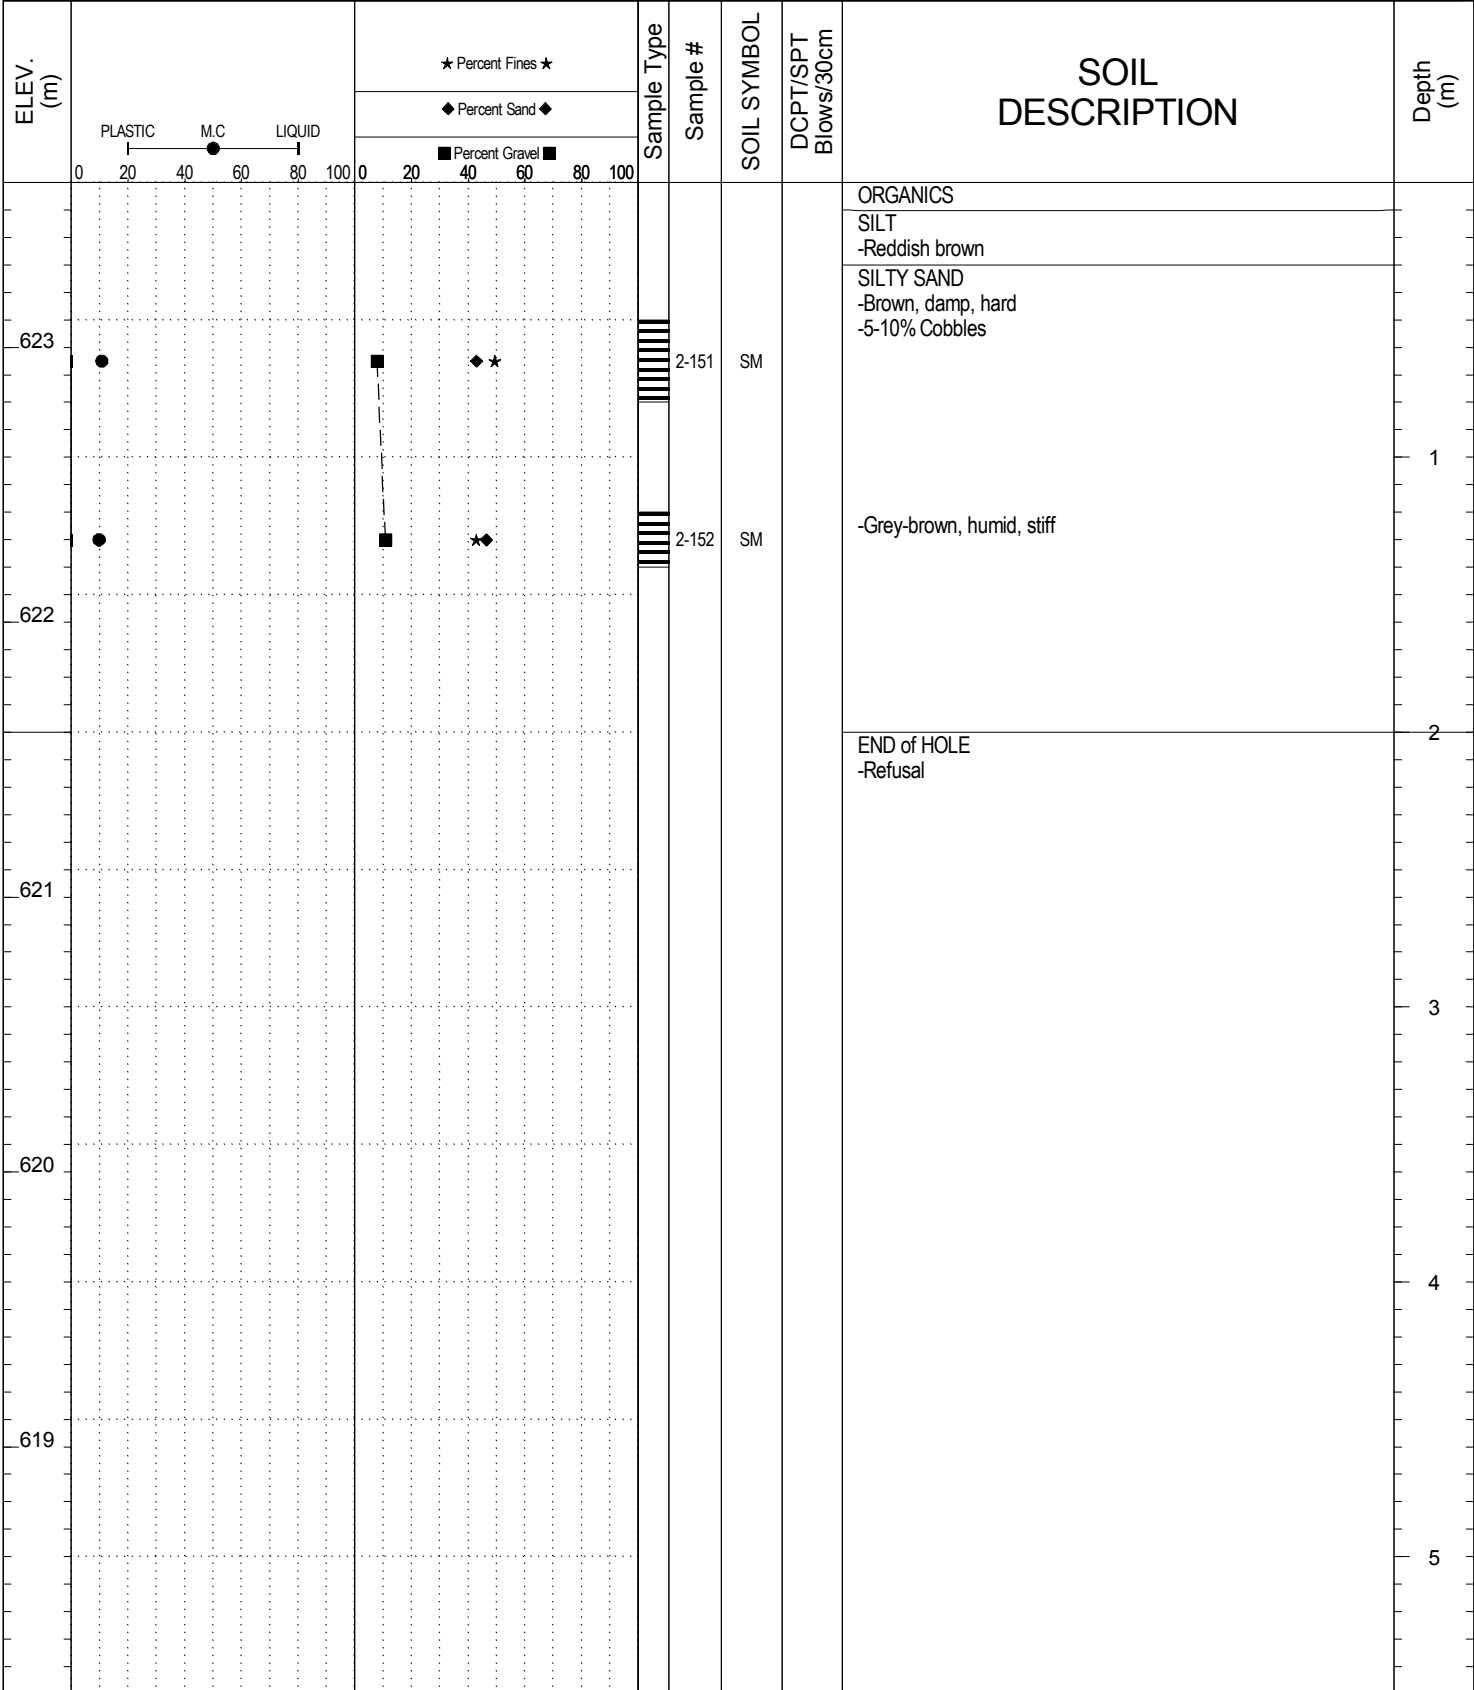 ELEV.
(m)
PLASTIC M.C LIQUID
0 20 40 60 80 100
★ Percent Fines ★
◆ Percent Sand ◆
■ Percent Gravel ■
0 20 40 60 80 100
Sample Type
Sample #
SOIL SYMBOL
DCPT/SPT
Blows/30cm
SOIL
DESCRIPTION
Depth
(m)
ORGANICS
SILT
-Reddish brown
SILTY SAND
-Brown, damp, hard
-5-10% Cobbles
623
2-151 SM
1
-Grey-brown, humid, stiff
2-152 SM
622
2
END of HOLE
-Refusal
621
3
620
4
619
5